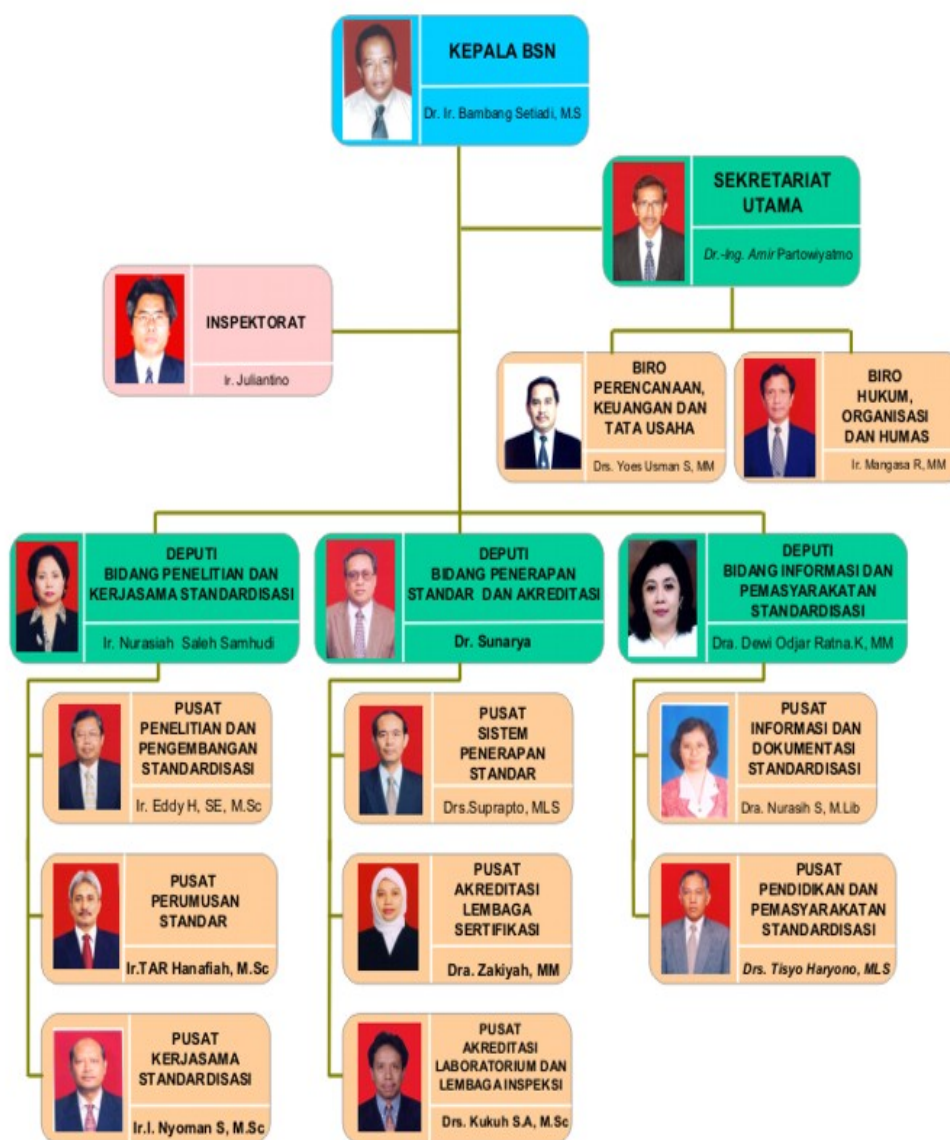 KEPALA BSN
Dr. Ir. Bambang Setiadi, M.S
SEKRETARIAT
UTAMA
Dr.-Ing. Amir Partowiyatmo
INSPEKTORAT
Ir. Juliantino
BIRO
PERENCANAAN,
KEUANGAN DAN
TATA USAHA
Drs. Yoes Usman S, MM
BIRO
HUKUM,
ORGANISASI
DAN HUMAS
Ir. Mangasa R, MM
DEPUTI
BIDANG PENELITIAN DAN
KERJASAMA STANDARDISASI
Ir. Nurasiah Saleh Samhudi
DEPUTI
BIDANG PENERAPAN
STANDAR DAN AKREDITASI
Dr. Sunarya
DEPUTI
BIDANG INFORMASI DAN
PEMASYARAKATAN
STANDARDISASI
Dra. Dewi Odjar Ratna.K, MM
PUSAT
PENELITIAN DAN
PENGEMBANGAN
STANDARDISASI
Ir. Eddy H, SE, M.Sc
PUSAT
SISTEM
PENERAPAN
STANDAR
Drs.Suprapto, MLS
PUSAT
INFORMASI DAN
DOKUMENTASI
STANDARDISASI
Dra. Nurasih S, M.Lib
PUSAT
PERUMUSAN
STANDAR
Ir.TAR Hanafiah, M.Sc
PUSAT
AKREDITASI
LEMBAGA
SERTIFIKASI
Dra. Zakiyah, MM
PUSAT
PENDIDIKAN DAN
PEMASYARAKATAN
STANDARDISASI
Drs. Tisyo Haryono, MLS
PUSAT
KERJASAMA
STANDARDISASI
Ir.I. Nyoman S, M.Sc
PUSAT
AKREDITASI
LABORATORIUM DAN
LEMBAGA INSPEKSI
Drs. Kukuh S.A, M.Sc